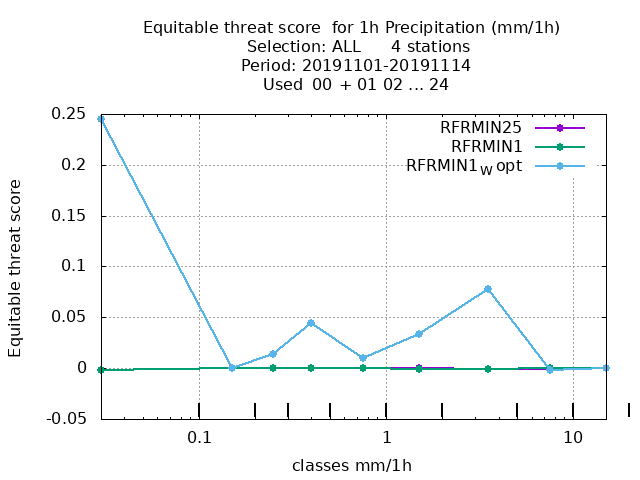 Equitable threat score  for 1h Precipitation (mm/1h)
Selection: ALL      4 stations
Period: 20191101-20191114
Used  00  + 01 02 ... 24
RFRMIN25
RFRMIN1
RFRMIN1W opt
0.25
0.2
0.15
0.1
0.05
0
-0.05
Equitable threat score
0.1 1 10
classes mm/1h